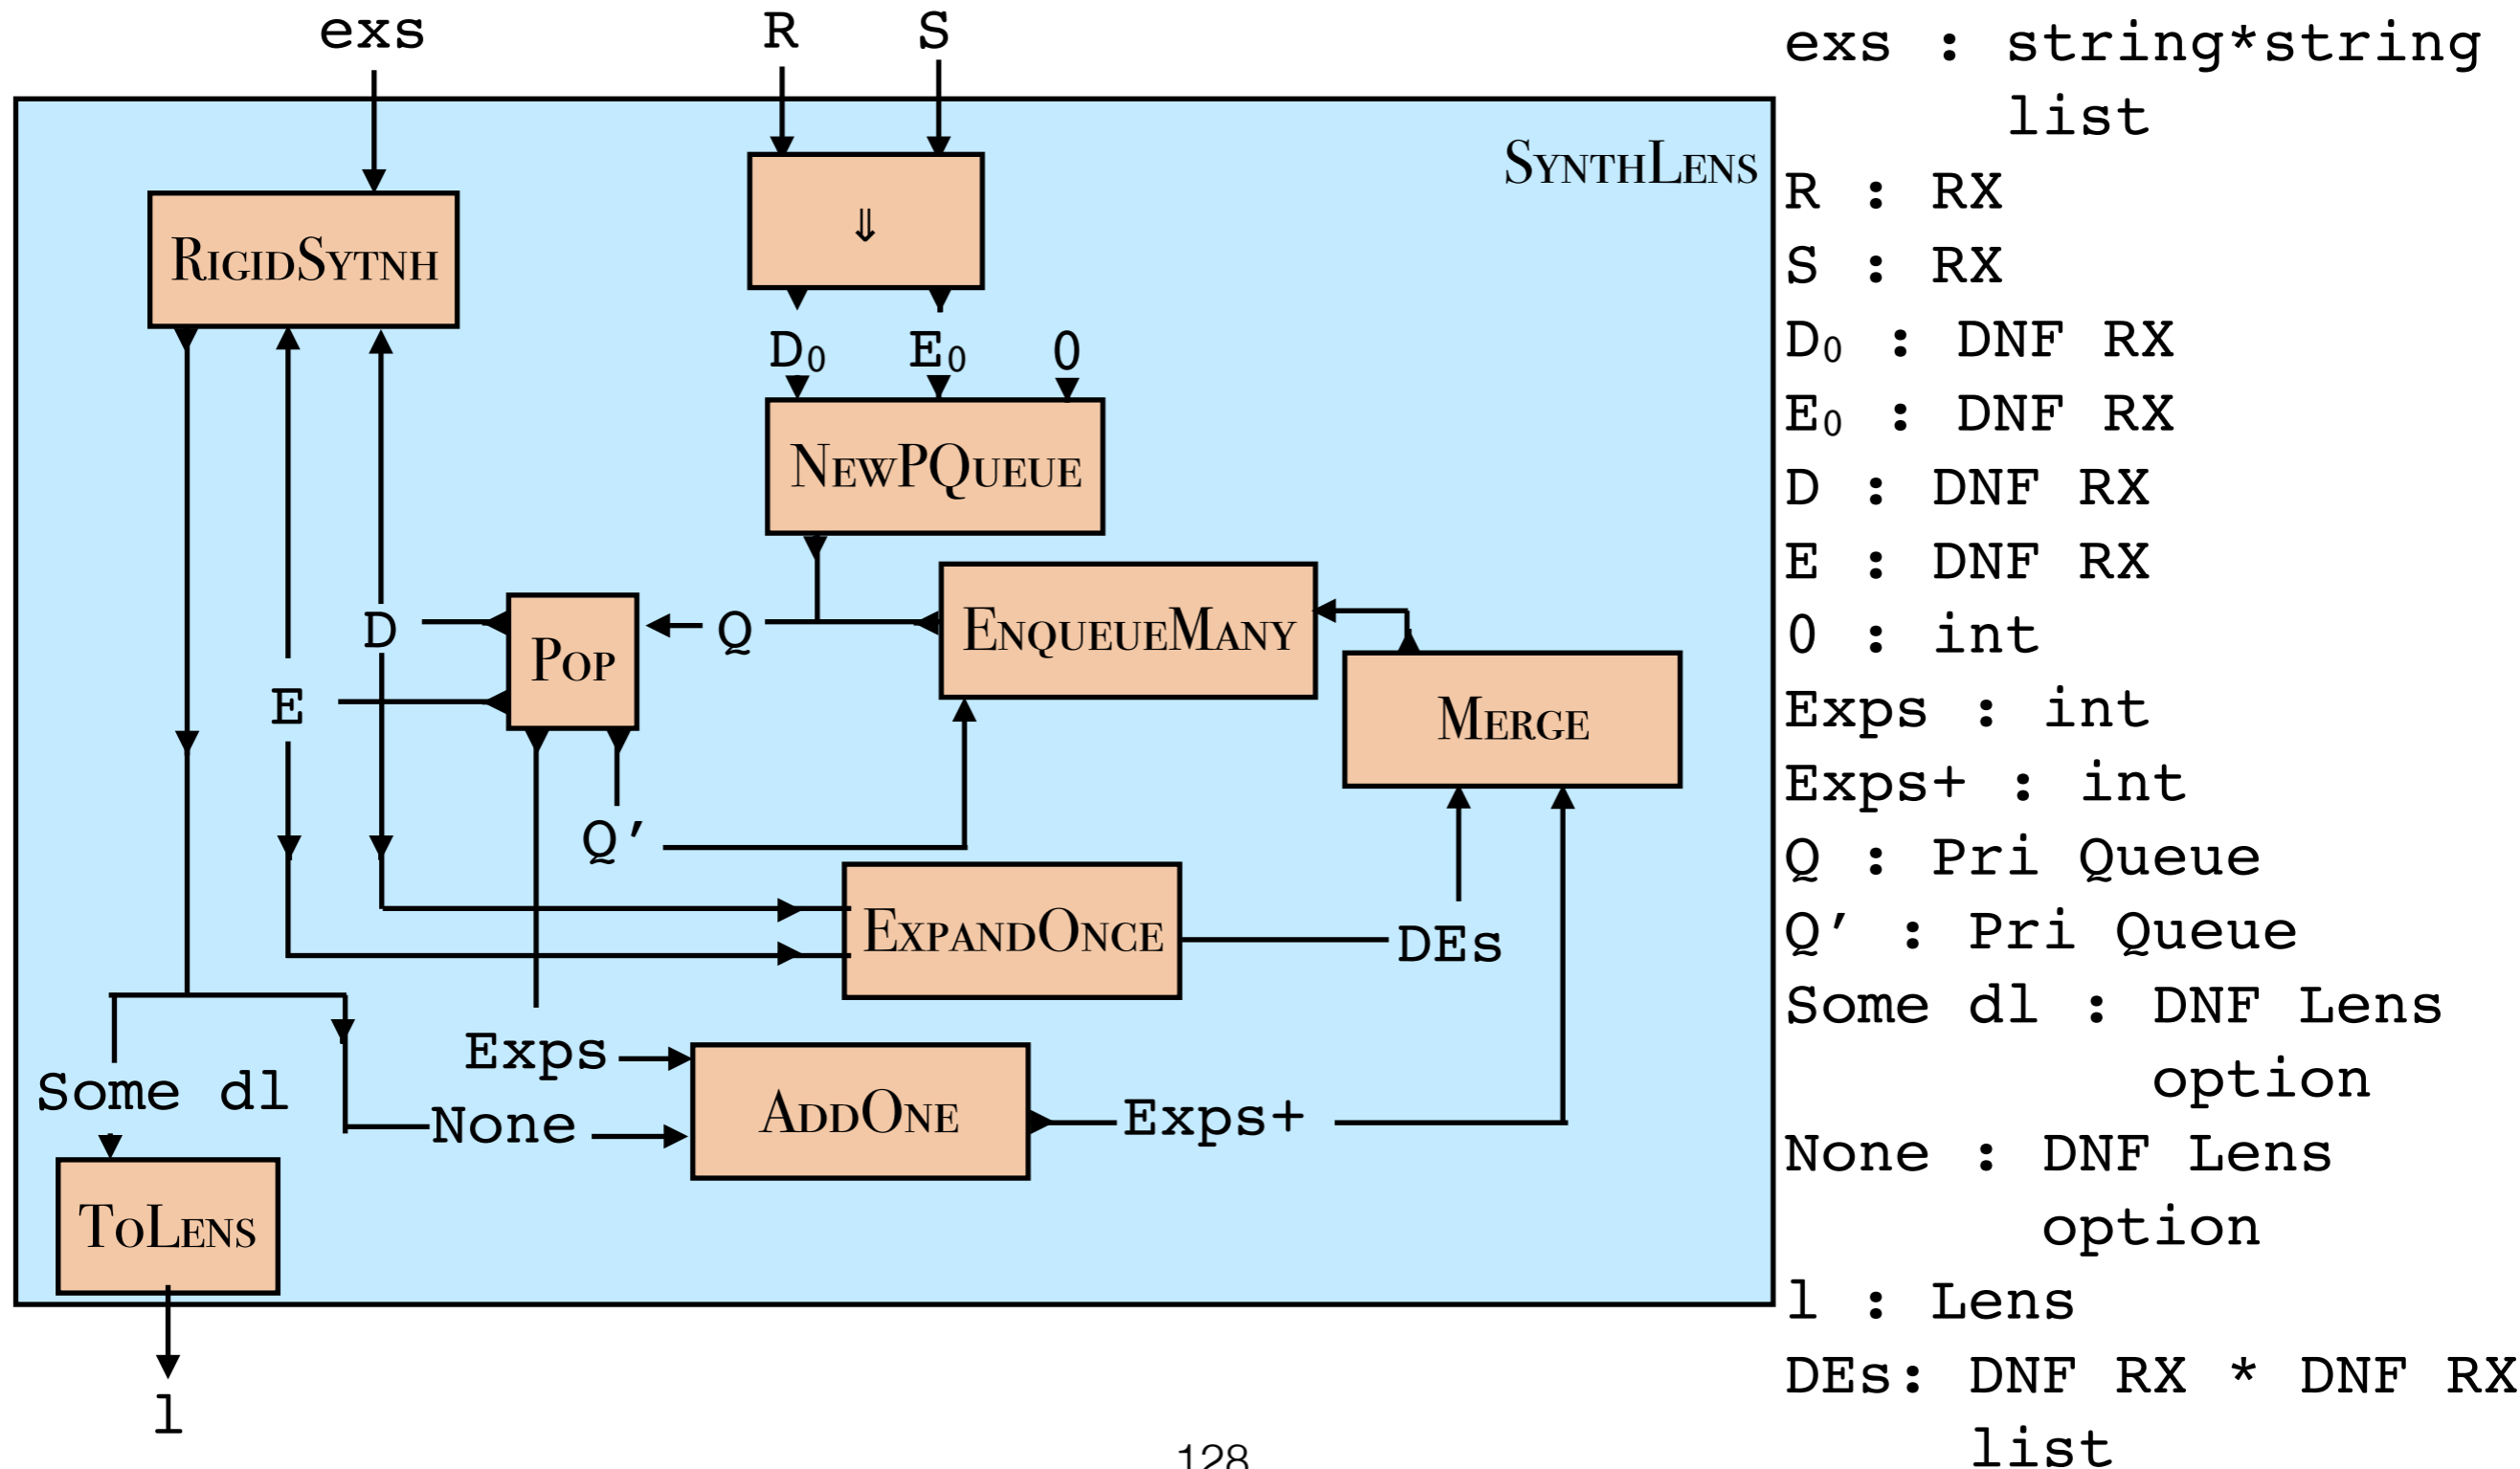 exs
R S
SYNTHLENS
RIGIDSYTNH
⇓
D₀ E₀ 0
NEWPQUEUE
D
POP
Q
ENQUEUEMANY
E
MERGE
Q’
EXPANDONCE
DEs
Exps
Some dl
None
ADDONE
Exps+
TOLENS
l
exs : string*string
list
R : RX
S : RX
D₀ : DNF RX
E₀ : DNF RX
D : DNF RX
E : DNF RX
0 : int
Exps : int
Exps+ : int
Q : Pri Queue
Q’ : Pri Queue
Some dl : DNF Lens
option
None : DNF Lens
option
l : Lens
DEs: DNF RX * DNF RX
list
128